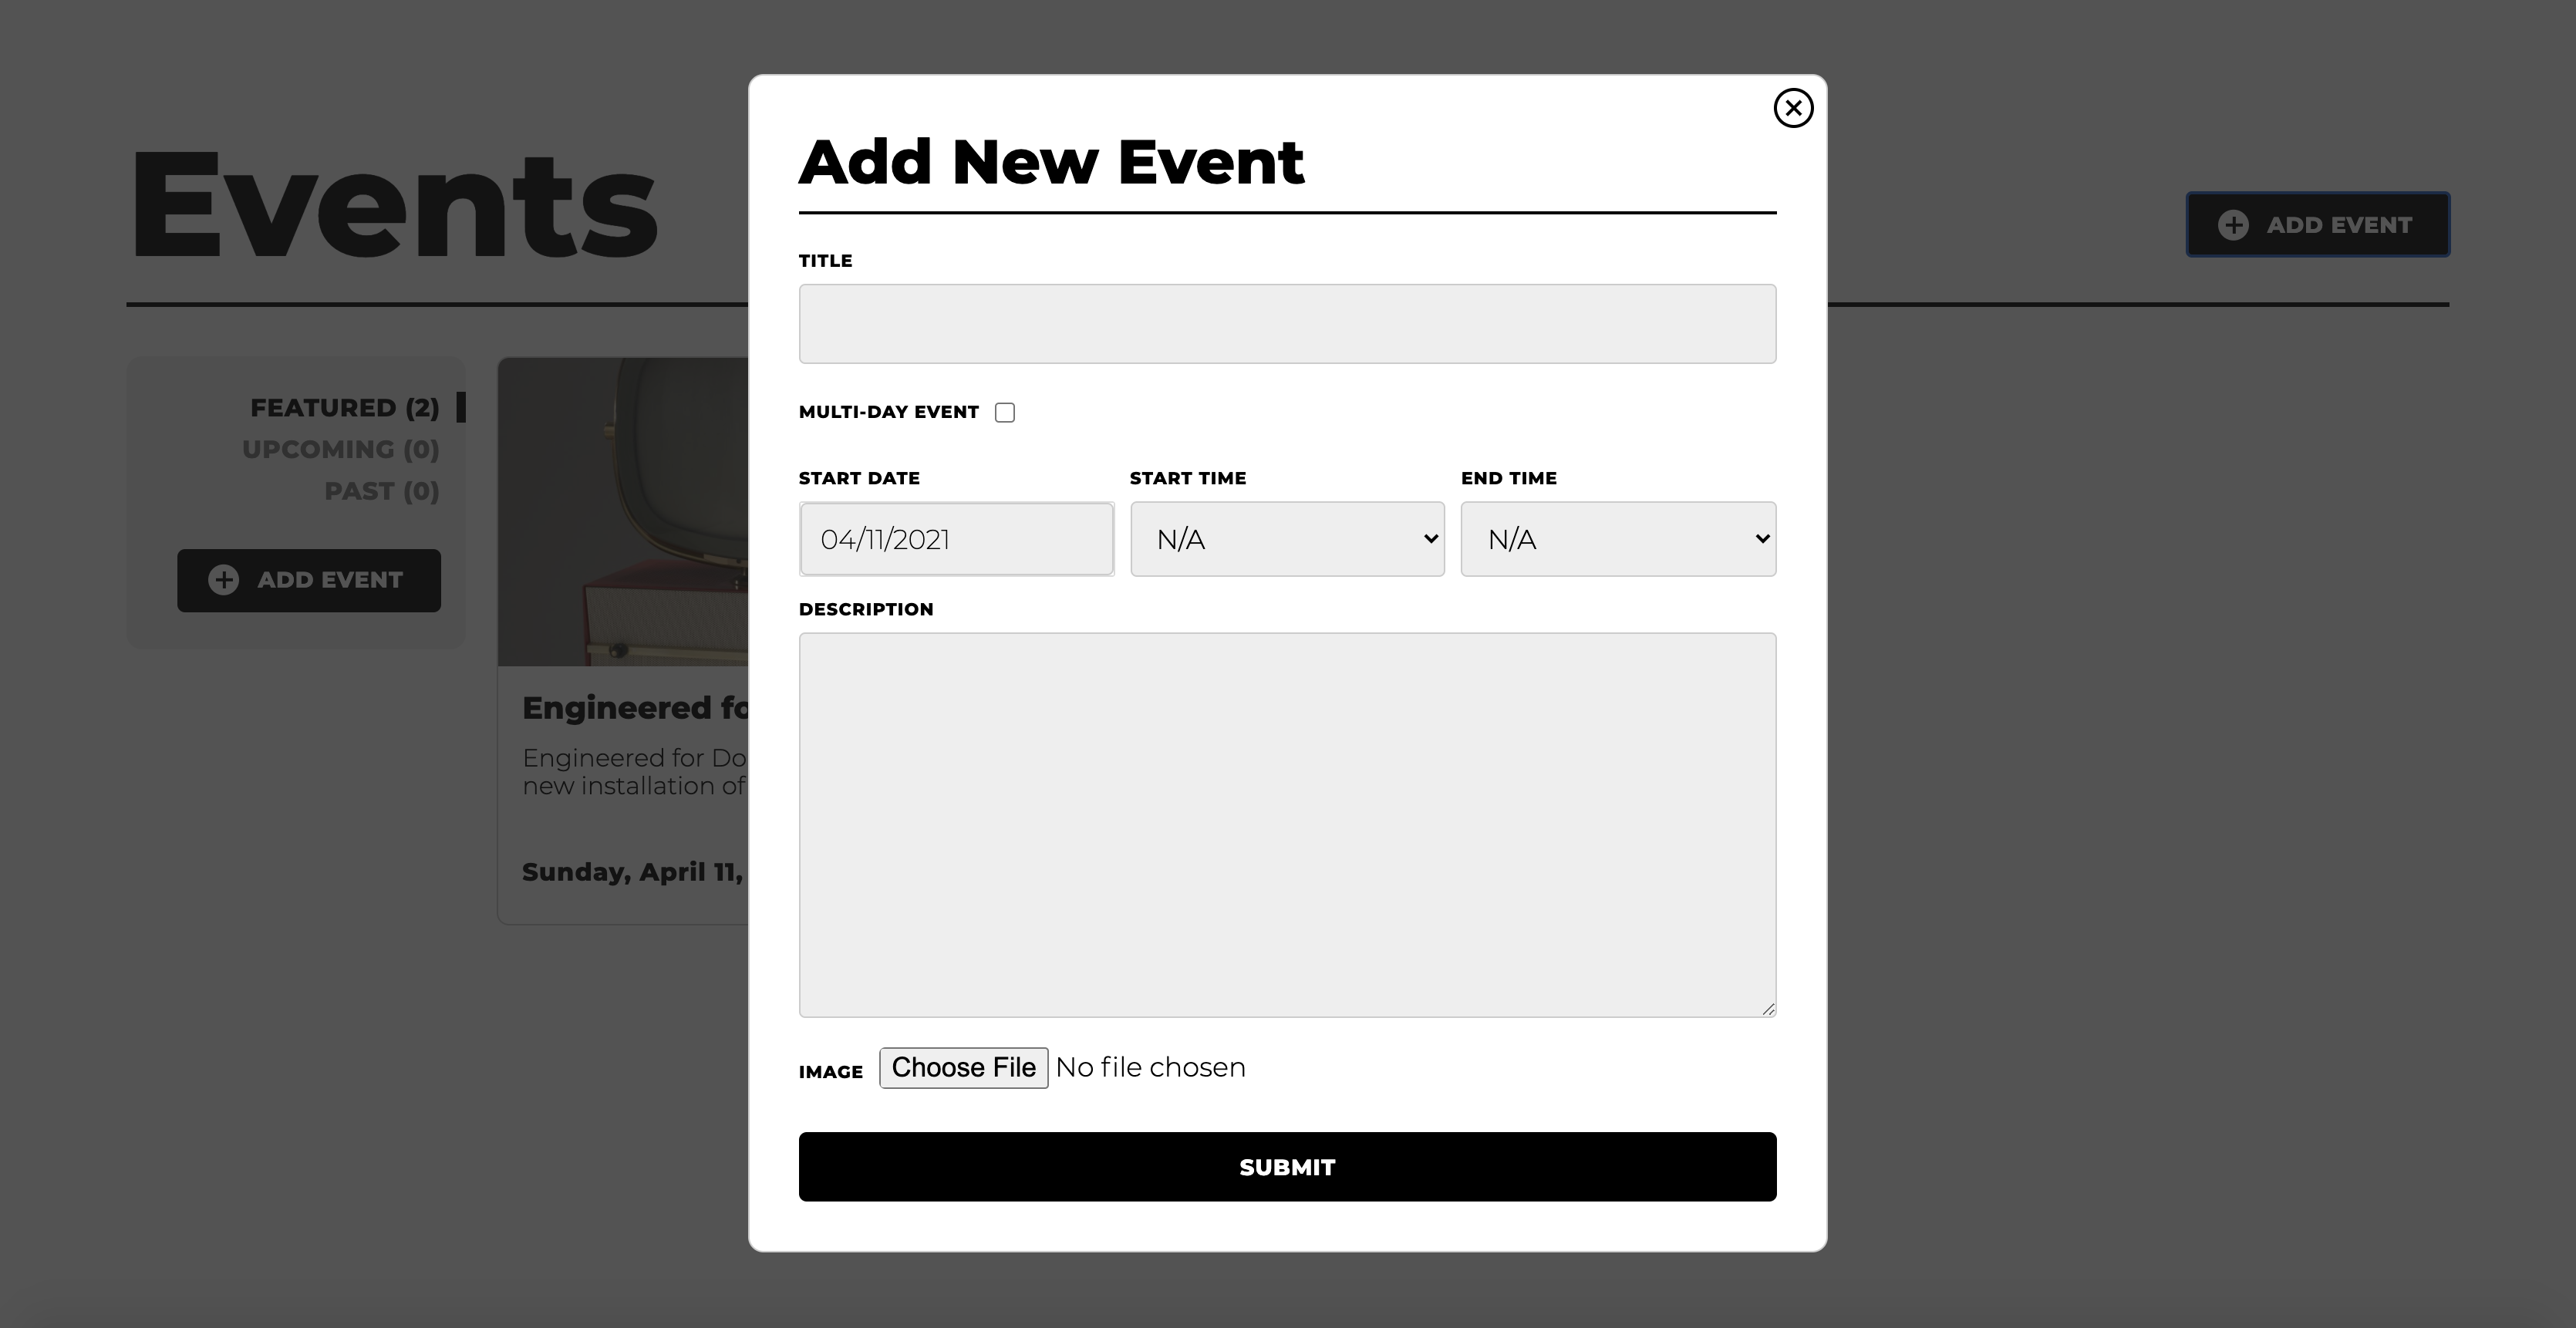 Events
ADD EVENT
FEATURED (2)
UPCOMING (0)
PAST (0)
ADD EVENT
Engineered
Engineered for
new installation of
Sunday, April 11,
Add New Event
TITLE
MULTI-DAY EVENT
START DATE START TIME END TIME
04/11/2021 N/A N/A
DESCRIPTION
IMAGE Choose File No file chosen
SUBMIT